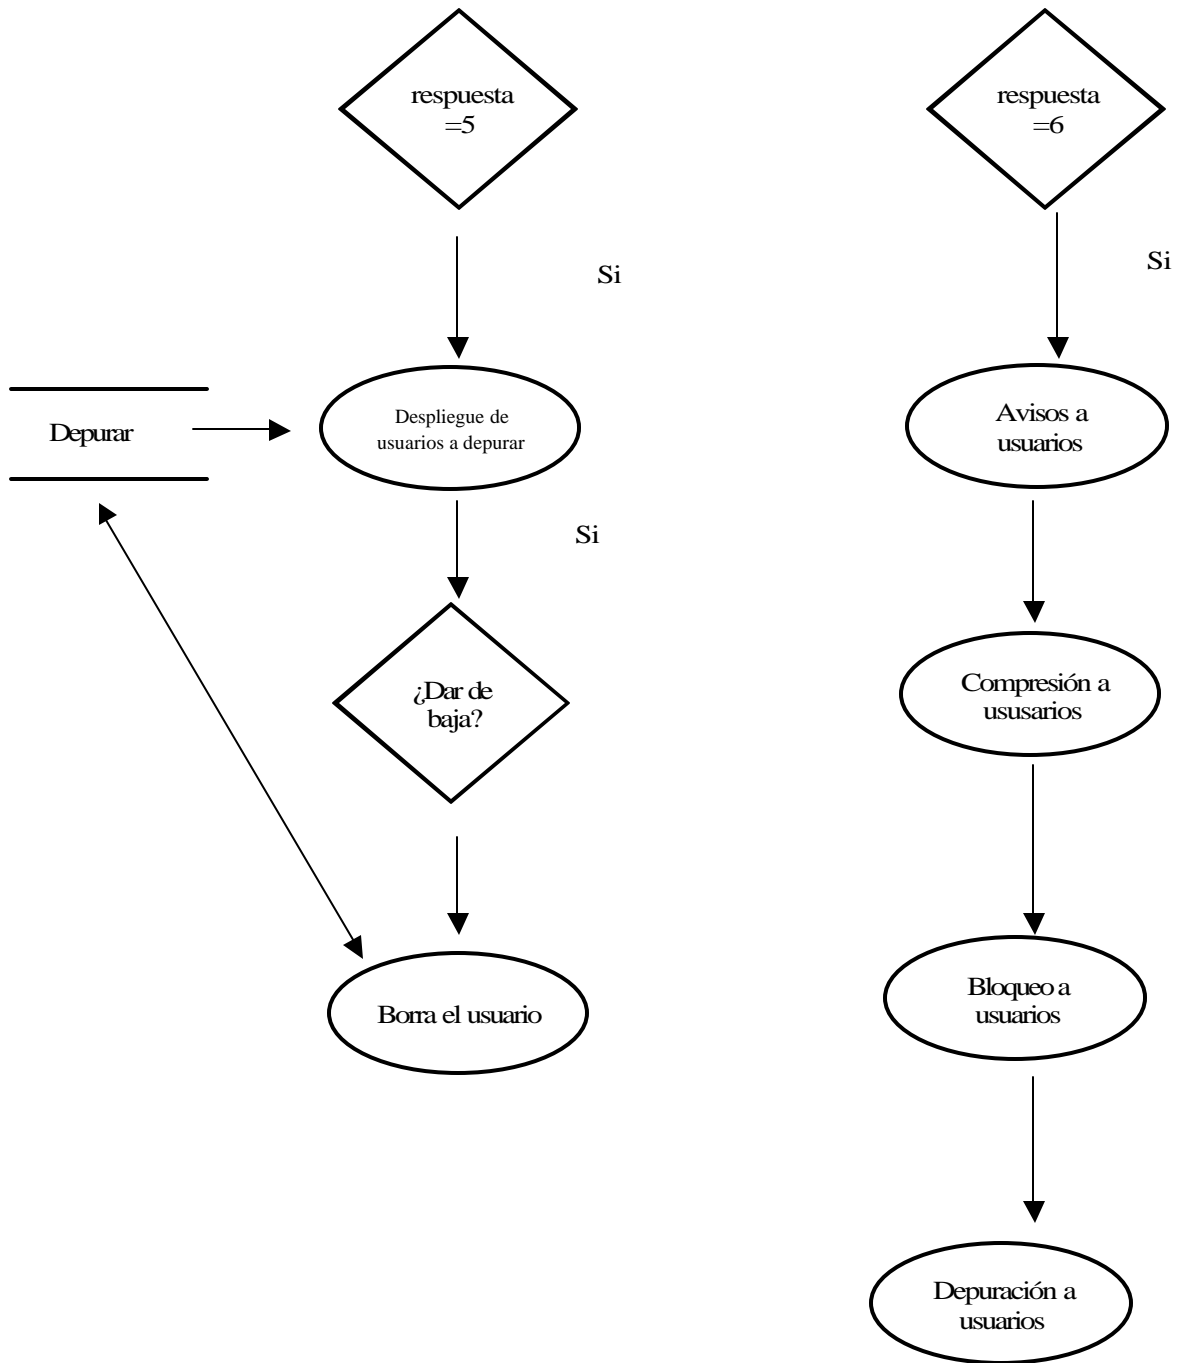 respuesta
=5
Si
Depurar
Despliegue de
usuarios a depurar
Si
¿Dar de
baja?
Borra el usuario
respuesta
=6
Si
Avisos a
usuarios
Compresión a
ususarios
Bloqueo a
usuarios
Depuración a
usuarios